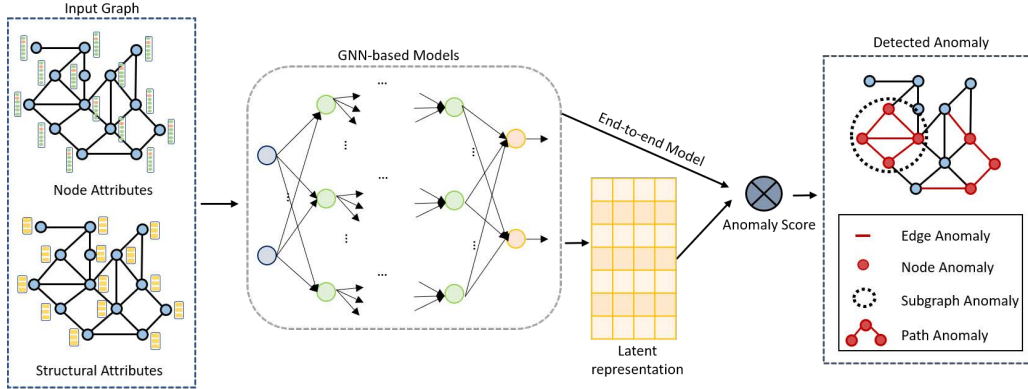 Input Graph
Node Attributes
Structural Attributes
GNN-based Models
...
...
...
...
...
...
...
...
...
End-to-end Model
Latent
representation
Anomaly Score
Detected Anomaly
Edge Anomaly
Node Anomaly
Subgraph Anomaly
Path Anomaly